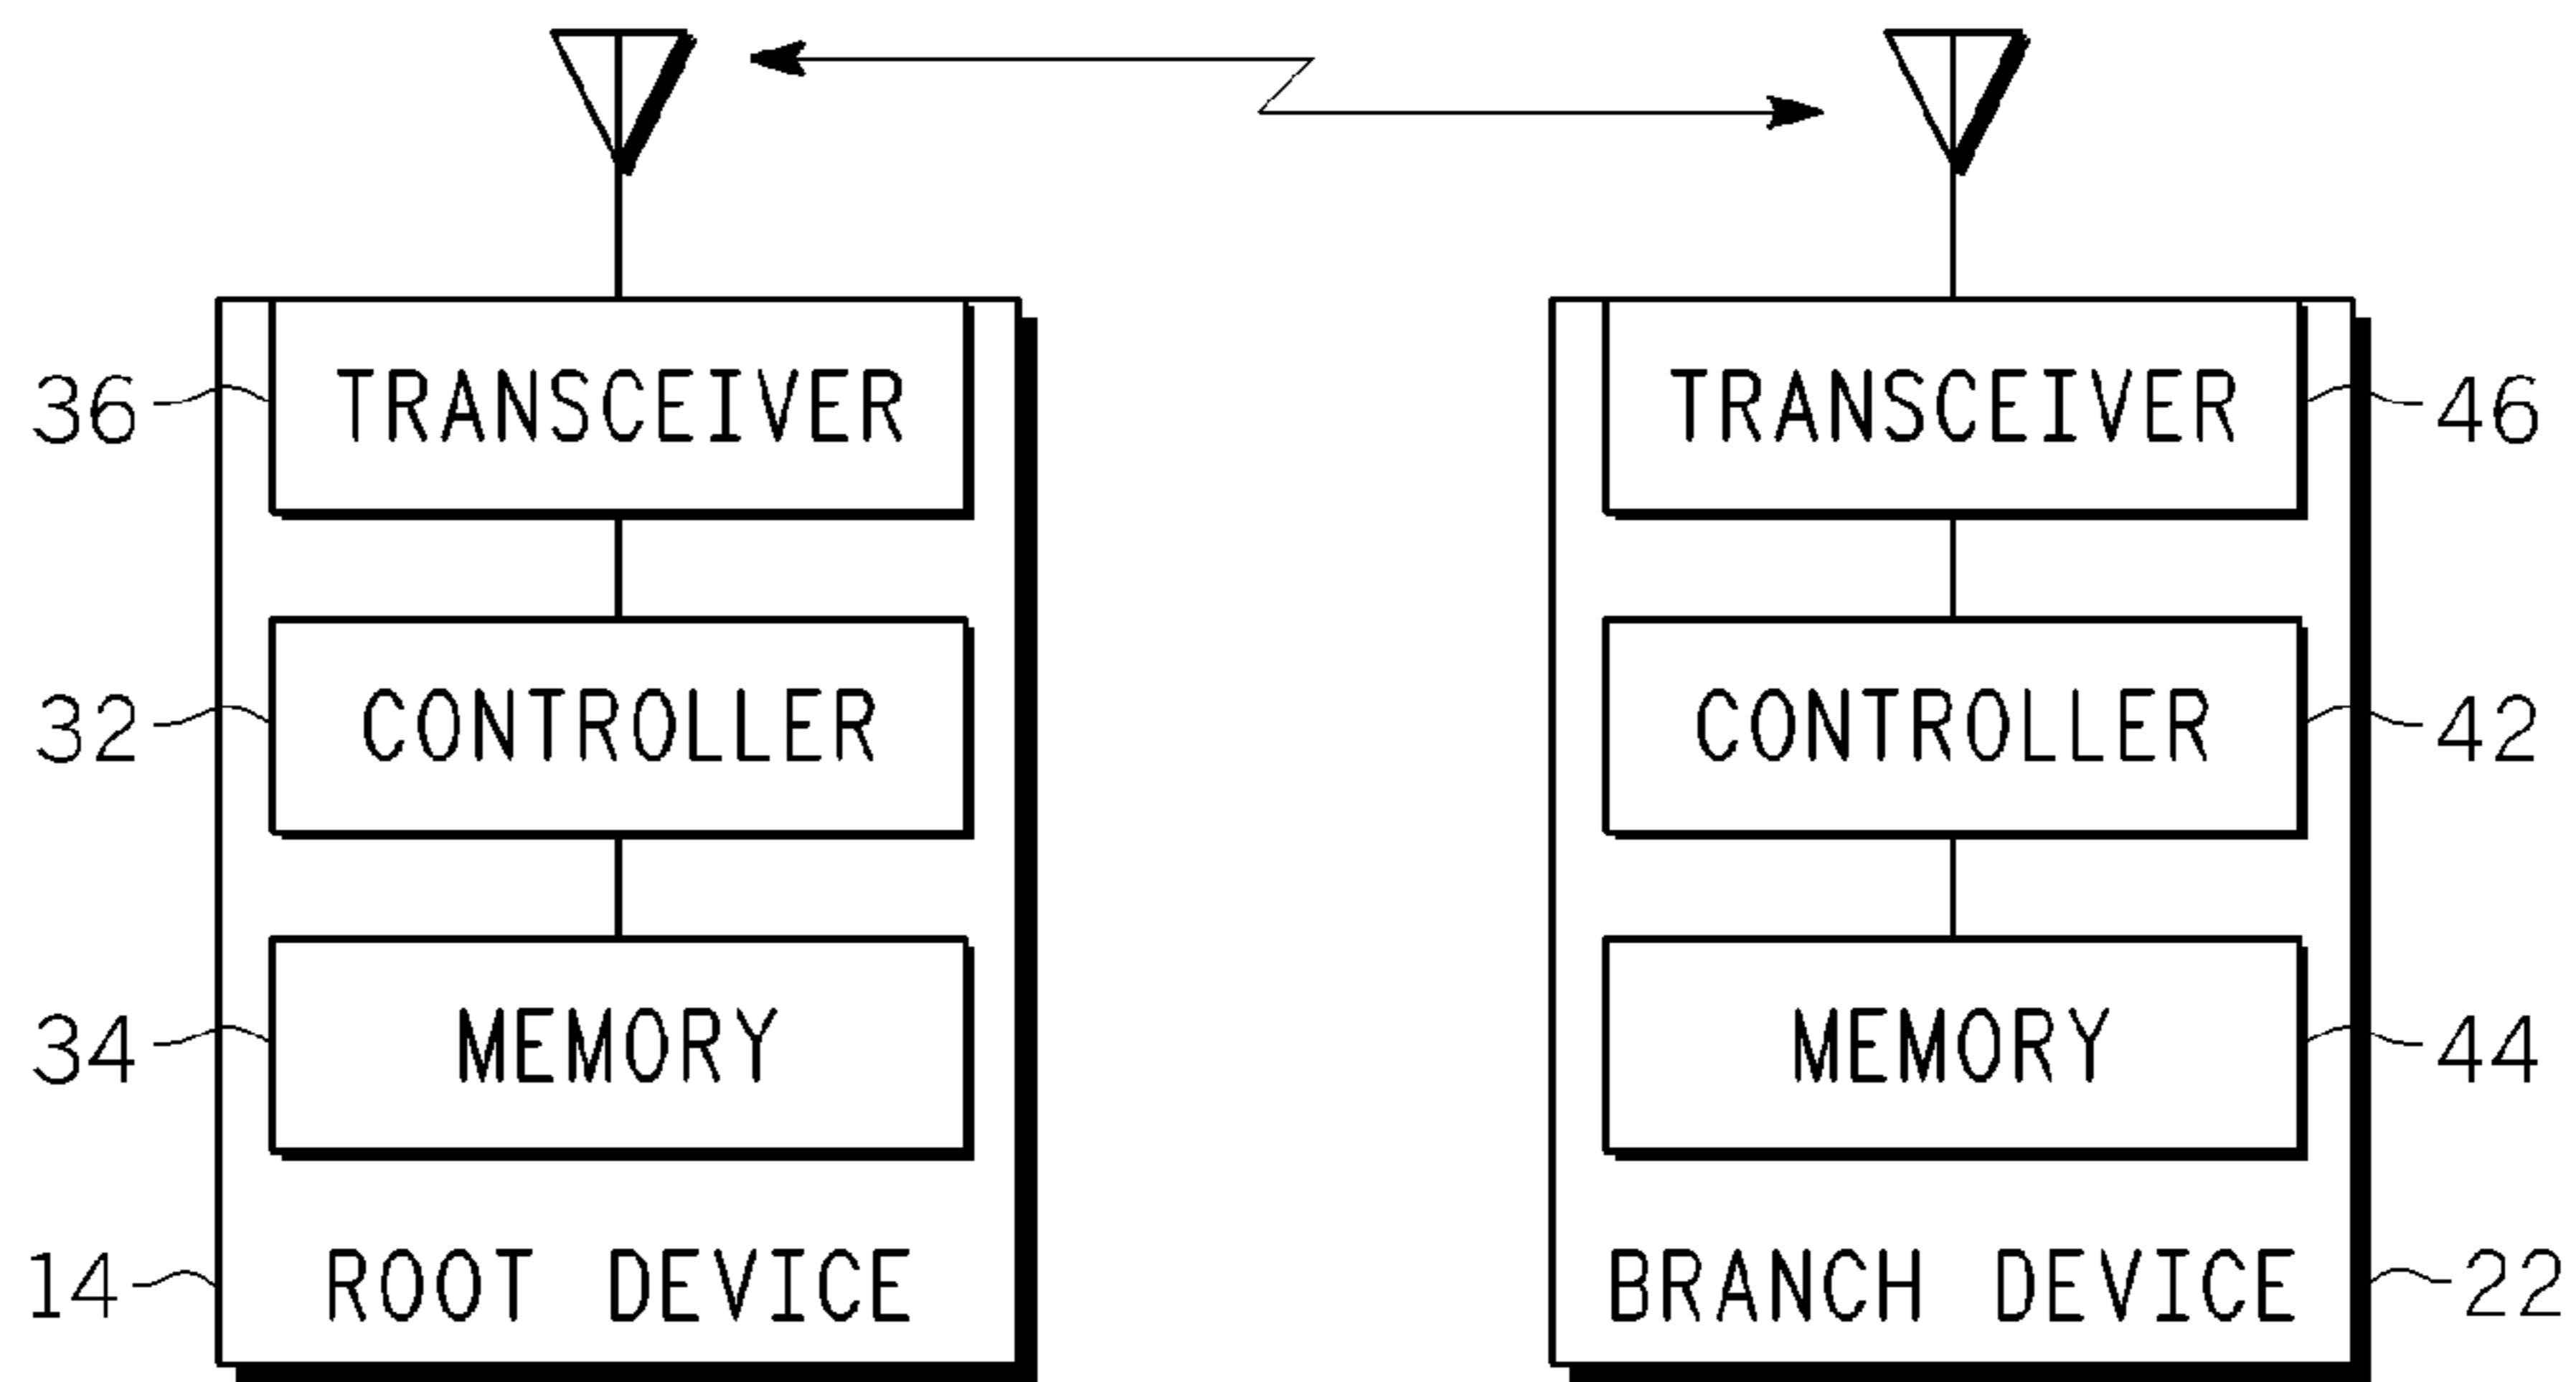 36 TRANSCEIVER TRANSCEIVER 46
32 CONTROLLER CONTROLLER 42
34 MEMORY MEMORY 44
14 ROOT DEVICE BRANCH DEVICE 22